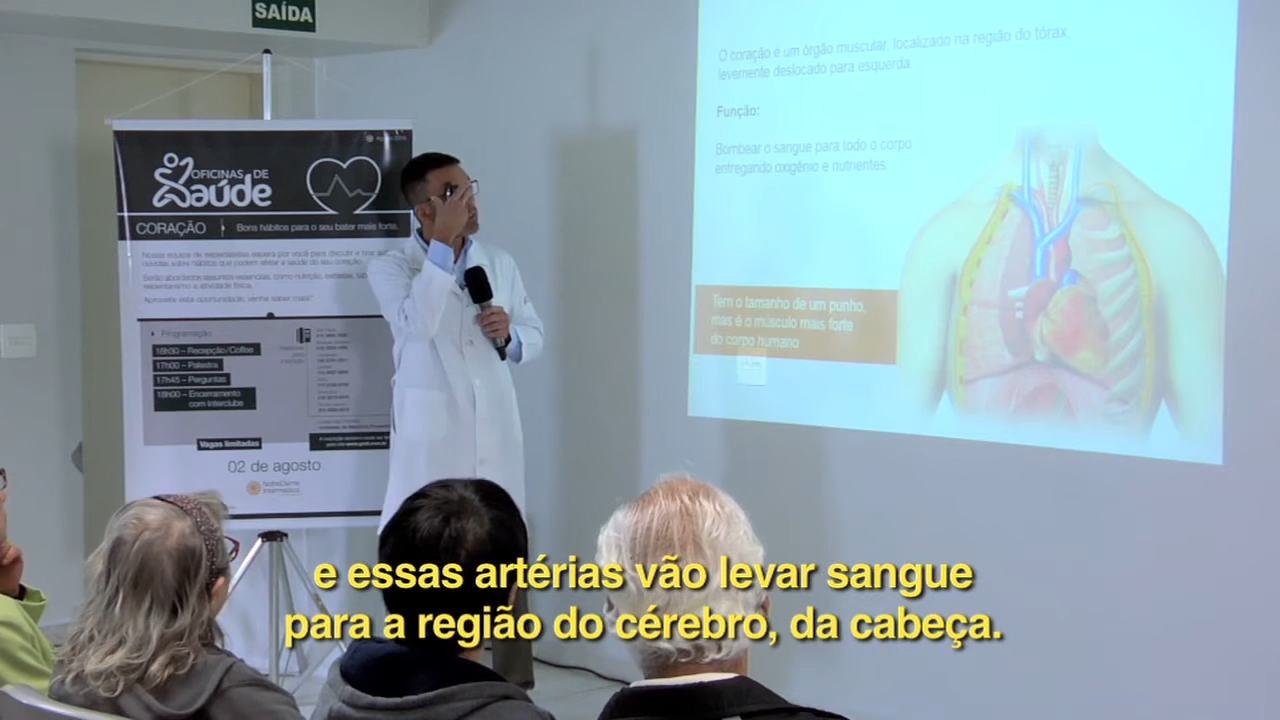 SAÍDA
OFICINAS DE
Saúde
CORAÇÃO
Bons hábitos para o seu bater mais forte.
Programação
16h30 – Recepção/Coffee
17h00 – Palestra
17h45 – Perguntas
18h00 – Encerramento
com Interclube
Vagas limitadas
02 de agosto
NotreDame
Intermédica
O coração é um órgão muscular, localizado na região do tórax,
levemente deslocado para esquerda.
Função:
Bombear o sangue para todo o corpo
entregando oxigênio e nutrientes.
Tem o tamanho de um punho,
mas é o músculo mais forte
do corpo humano
e essas artérias vão levar sangue
para a região do cérebro, da cabeça.